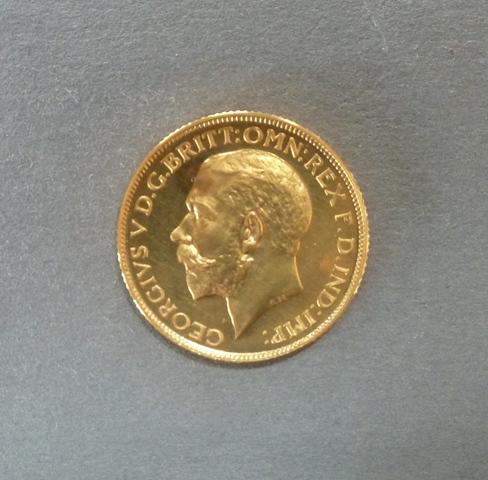 GEORGIVS V D.G.BRITT:OMN:REX F.D.IND:IMP: